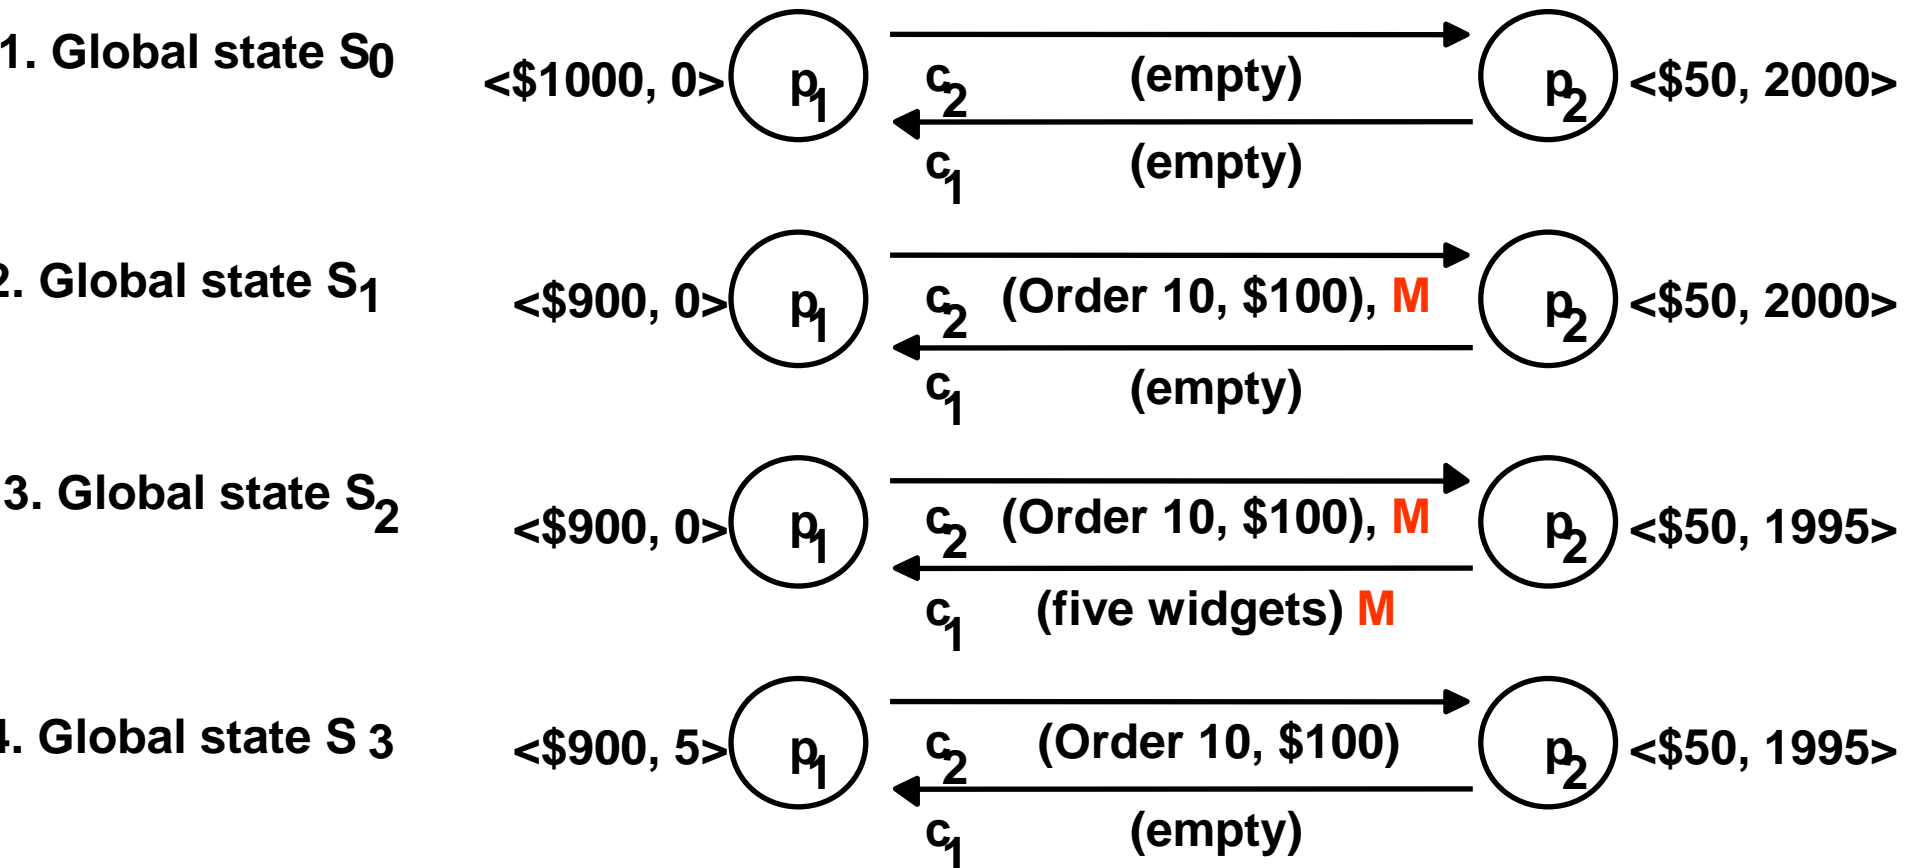 1. Global state S0 <$1000, 0> p1 c2 (empty) p2 <$50, 2000>
c1 (empty)
2. Global state S1 <$900, 0> p1 c2 (Order 10, $100), M p2 <$50, 2000>
c1 (empty)
3. Global state S2 <$900, 0> p1 c2 (Order 10, $100), M p2 <$50, 1995>
c1 (five widgets) M
4. Global state S 3 <$900, 5> p1 c2 (Order 10, $100) p2 <$50, 1995>
c1 (empty)